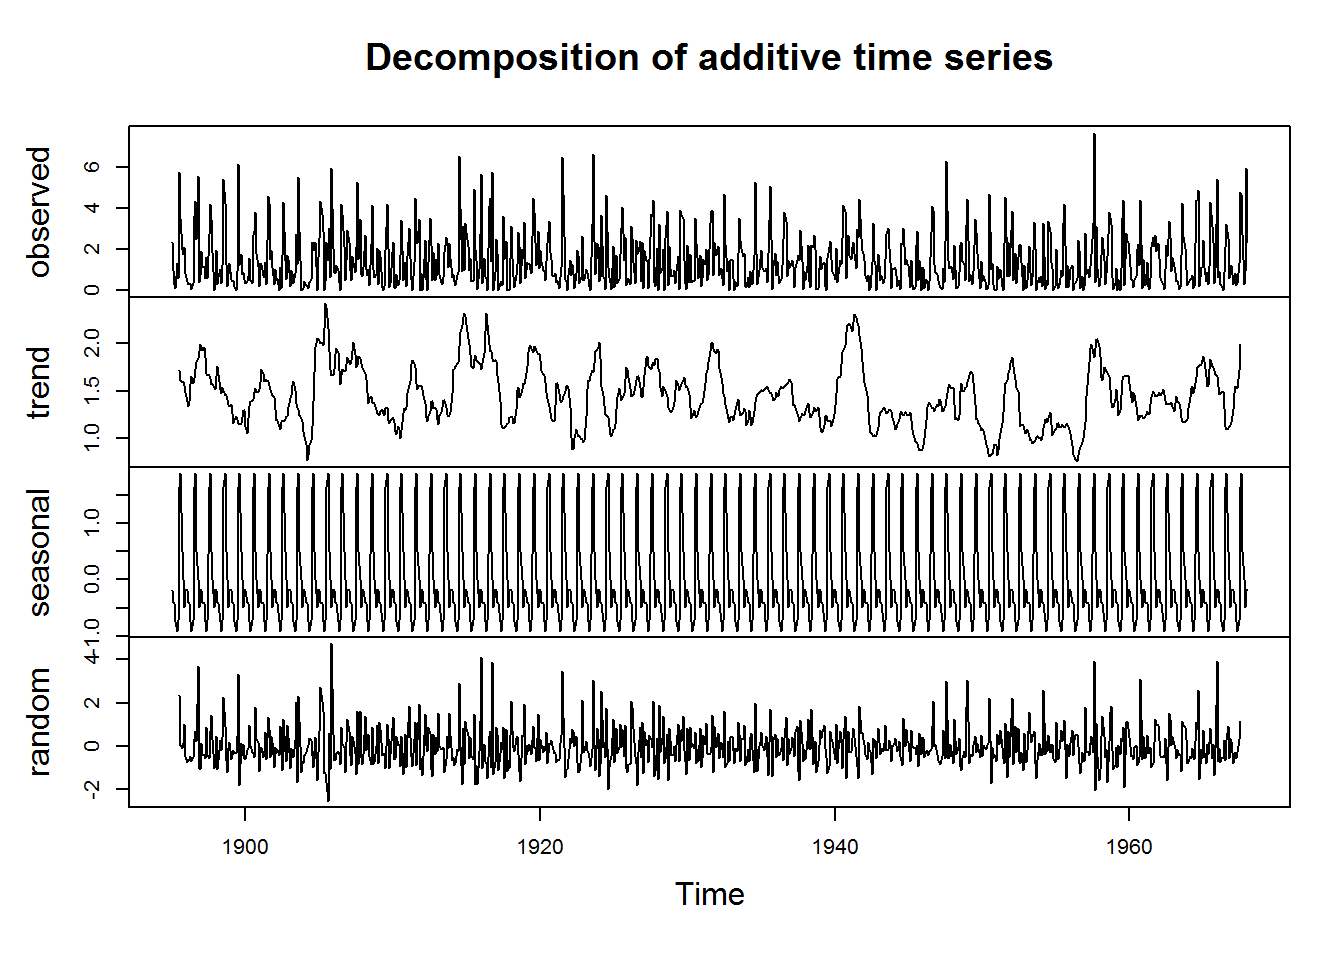 Decomposition of additive time series
observed
0 2 4 6
trend
1.0 1.5 2.0
seasonal
-1.0 0.0 1.0
random
-2 0 2 4
1900 1920 1940 1960
Time